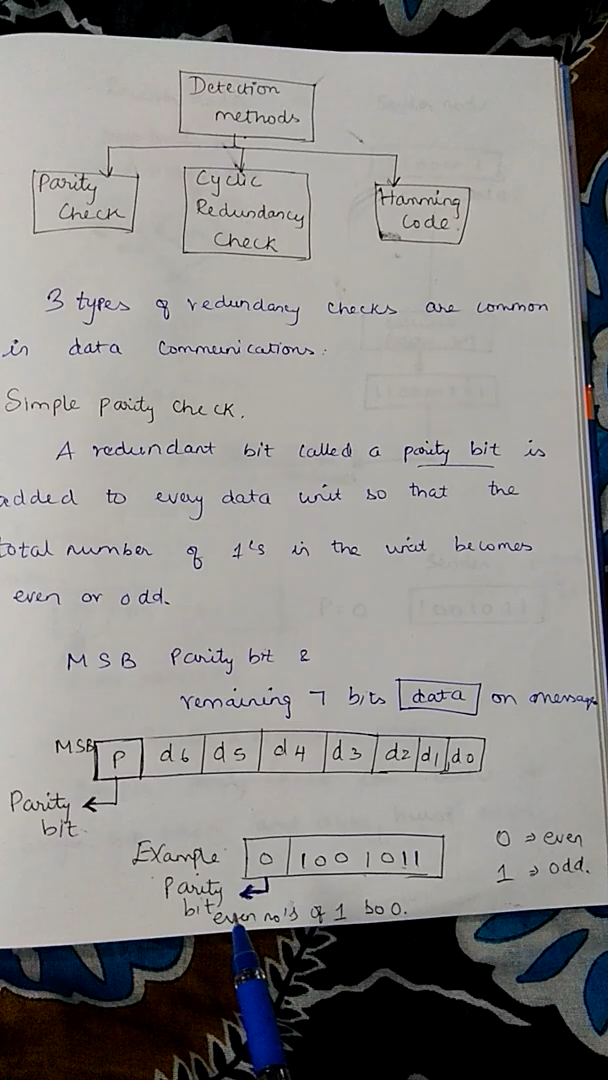 Detection
methods
Parity
Check
Cyclic
Redundancy
Check
Hamming
Code.
3 types of redundancy checks are common
in data communications.
Simple parity check.
A redundant bit called a parity bit is
added to every data unit so that the
total number of 1's in the unit becomes
even or odd.
MSB Parity bit &
remaining 7 bits data on message
MSB P d6 d5 d4 d3 d2 d1 d0
Parity
bit.
Example 0 1001011
0 ⇒ even
1 ⇒ odd.
Parity
bit
even no's of 1 so 0.